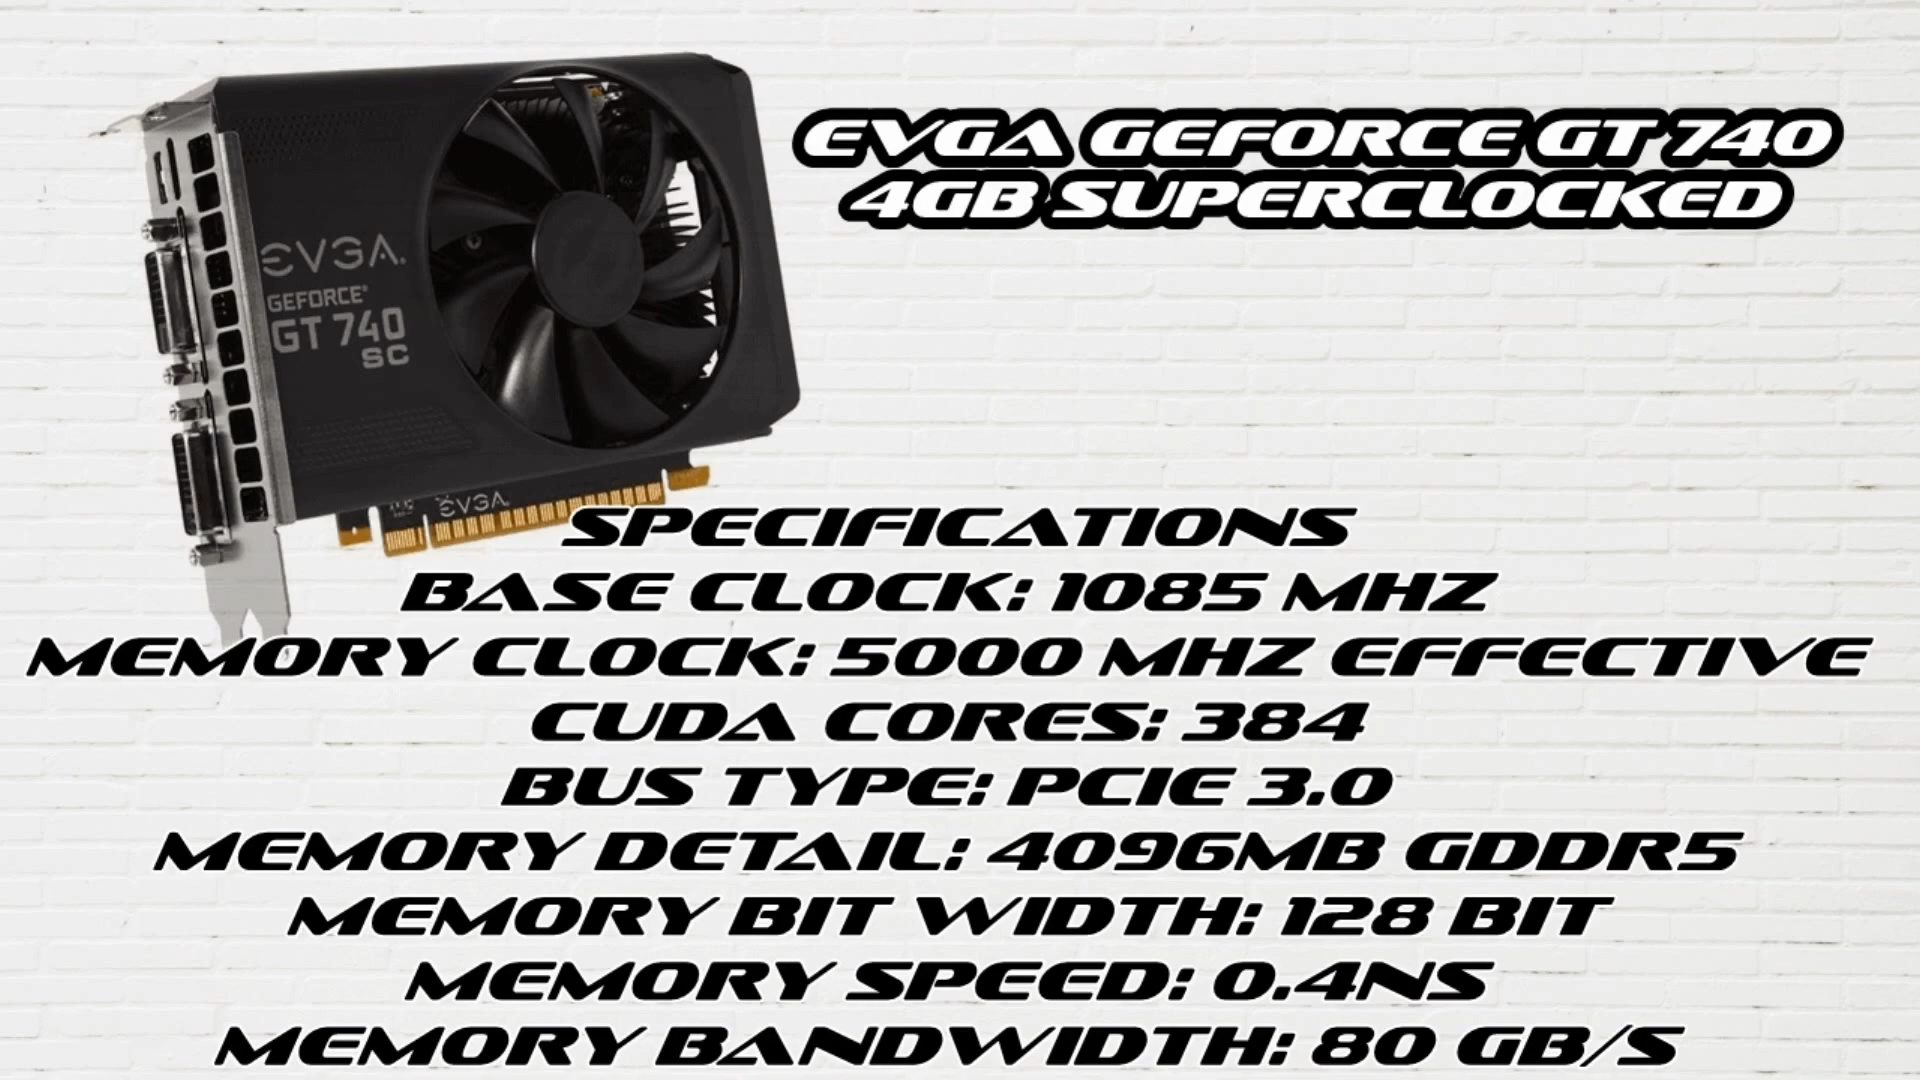 EVGA GEFORCE GT 740
4GB SUPERCLOCKED
EVGA.
GEFORCE®
GT 740
SC
EVGA.
SPECIFICATIONS
BASE CLOCK: 1085 MHZ
MEMORY CLOCK: 5000 MHZ EFFECTIVE
CUDA CORES: 384
BUS TYPE: PCIE 3.0
MEMORY DETAIL: 4096MB GDDR5
MEMORY BIT WIDTH: 128 BIT
MEMORY SPEED: 0.4NS
MEMORY BANDWIDTH: 80 GB/S